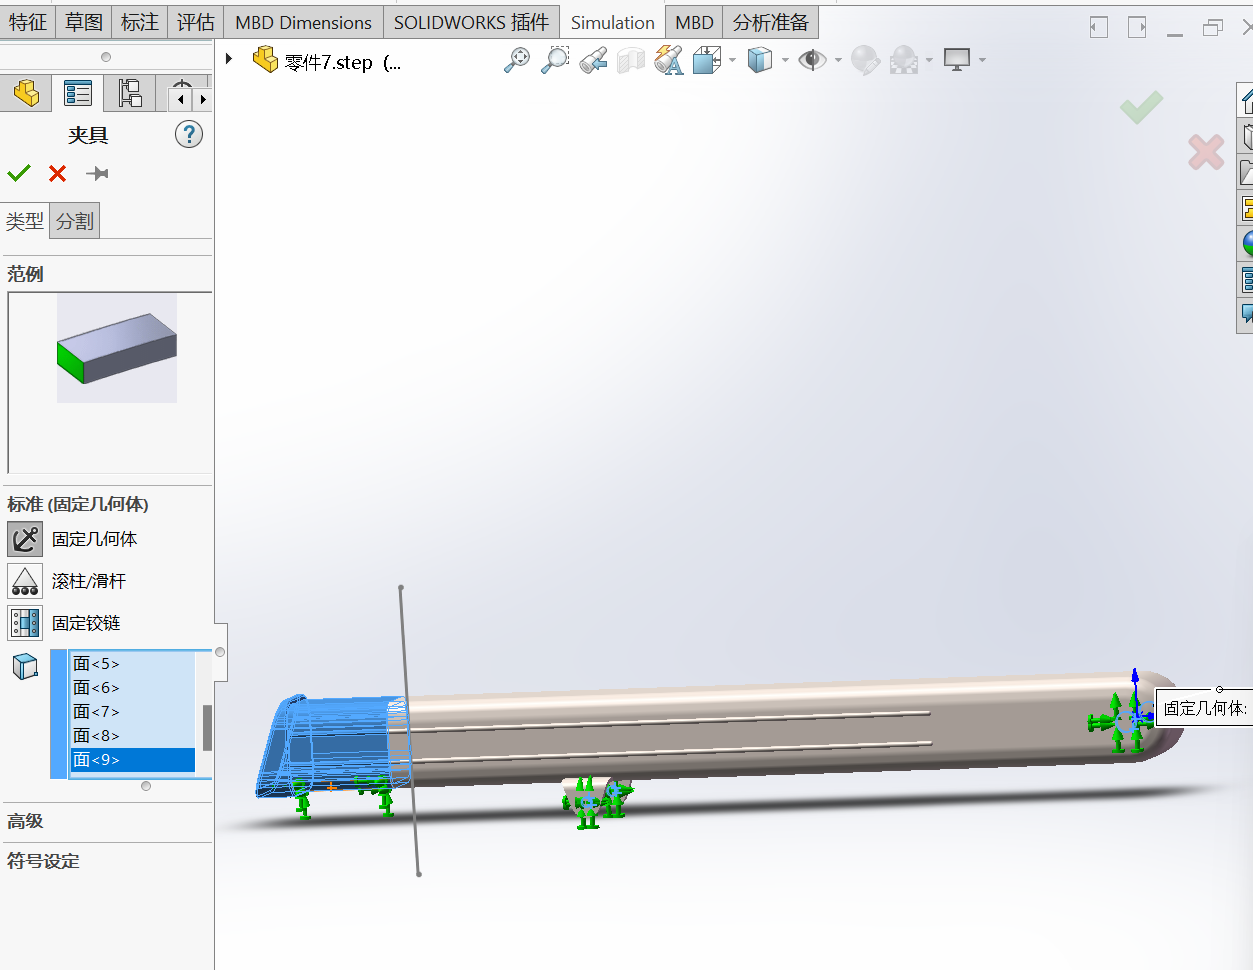 特征 草图 标注 评估 MBD Dimensions SOLIDWORKS 插件 Simulation MBD 分析准备
零件7.step (...
夹具
?
类型 分割
范例
标准 (固定几何体)
固定几何体
滚柱/滑杆
固定铰链
面<5>
面<6>
面<7>
面<8>
面<9>
高级
符号设定
固定几何体: